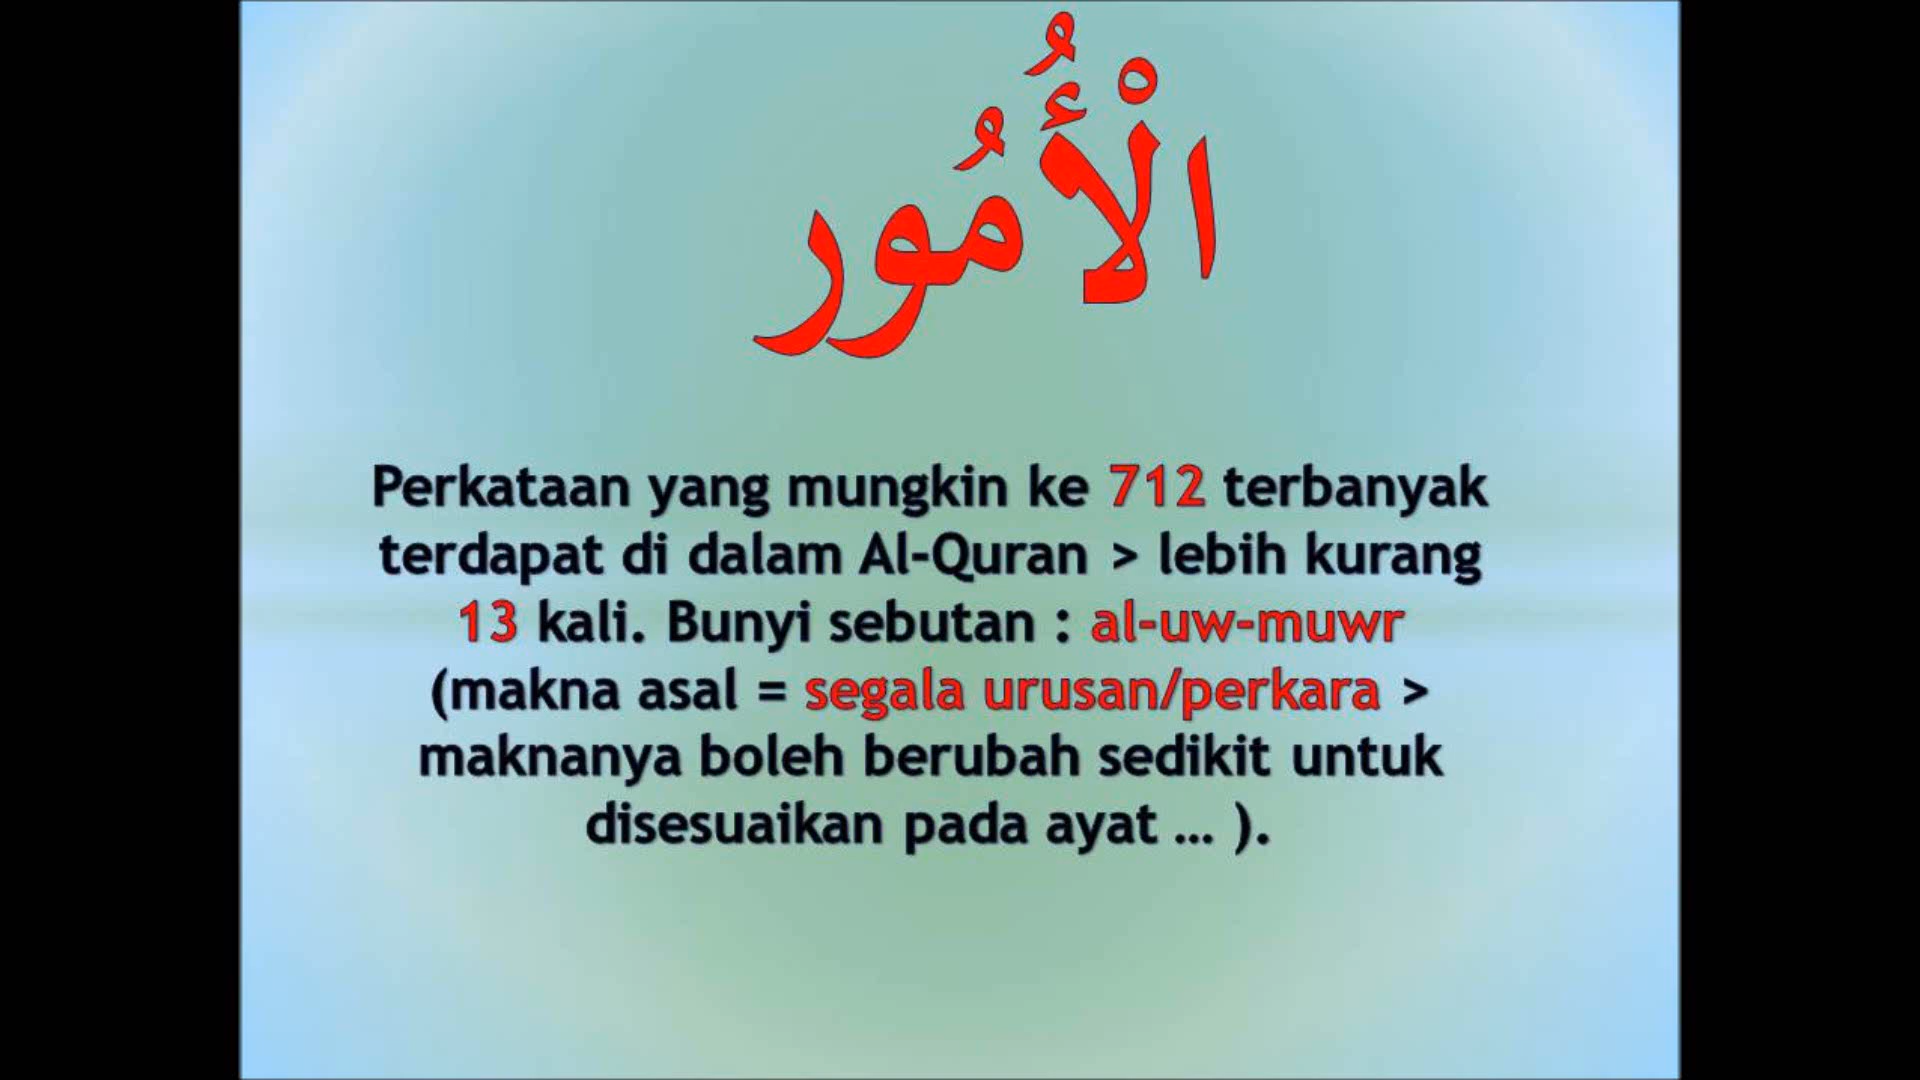 الْأُمُور
Perkataan yang mungkin ke 712 terbanyak
terdapat di dalam Al-Quran > lebih kurang
13 kali. Bunyi sebutan : al-uw-muwr
(makna asal = segala urusan/perkara >
maknanya boleh berubah sedikit untuk
disesuaikan pada ayat ... ).